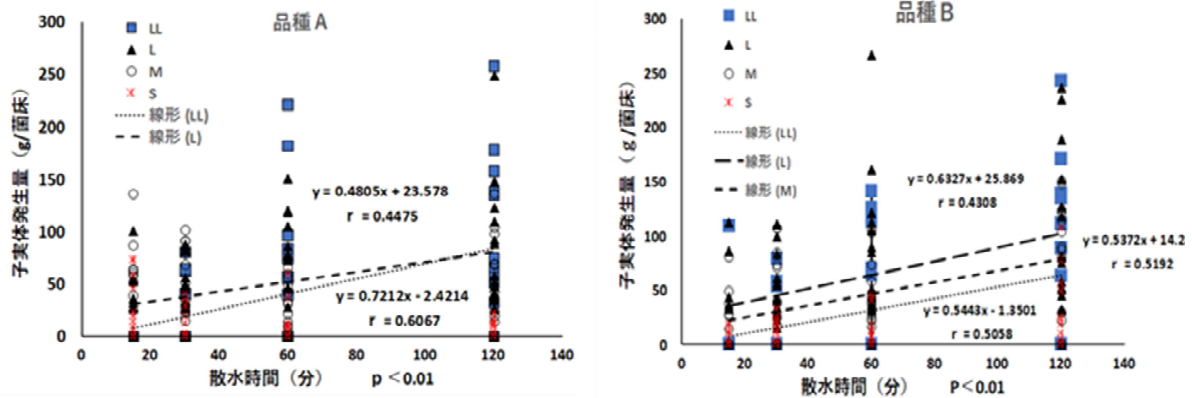 品種A
300
250
200
150
100
50
0
子実体発生量（g/菌床）
LL
L
M
S
線形 (LL)
線形 (L)
y = 0.4805x + 23.578
r = 0.4475
y = 0.7212x - 2.4214
r = 0.6067
0 20 40 60 80 100 120 140
散水時間（分） p＜0.01
品種B
300
250
200
150
100
50
0
子実体発生量（g/菌床）
LL
L
M
S
線形 (LL)
線形 (L)
線形 (M)
y = 0.6327x + 25.869
r = 0.4308
y = 0.5372x + 14.2
r = 0.5192
y = 0.5443x - 1.3501
r = 0.5058
0 20 40 60 80 100 120 140
散水時間（分） P＜0.01